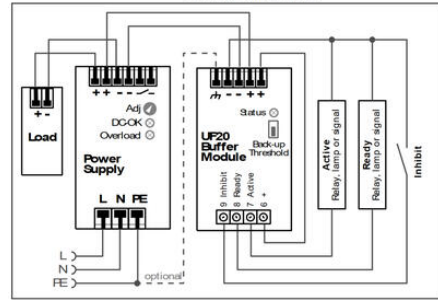 + + - - -
+ -
Load
Adj
DC-OK
Overload
Power
Supply
L N PE
- - + +
Status
Back-up
Threshold
UF20
Buffer
Module
9 Inhibit
8 Ready
7 Active
6 +
Active
Relay, lamp or signal
Ready
Relay, lamp or signal
Inhibit
L
N
PE
optional